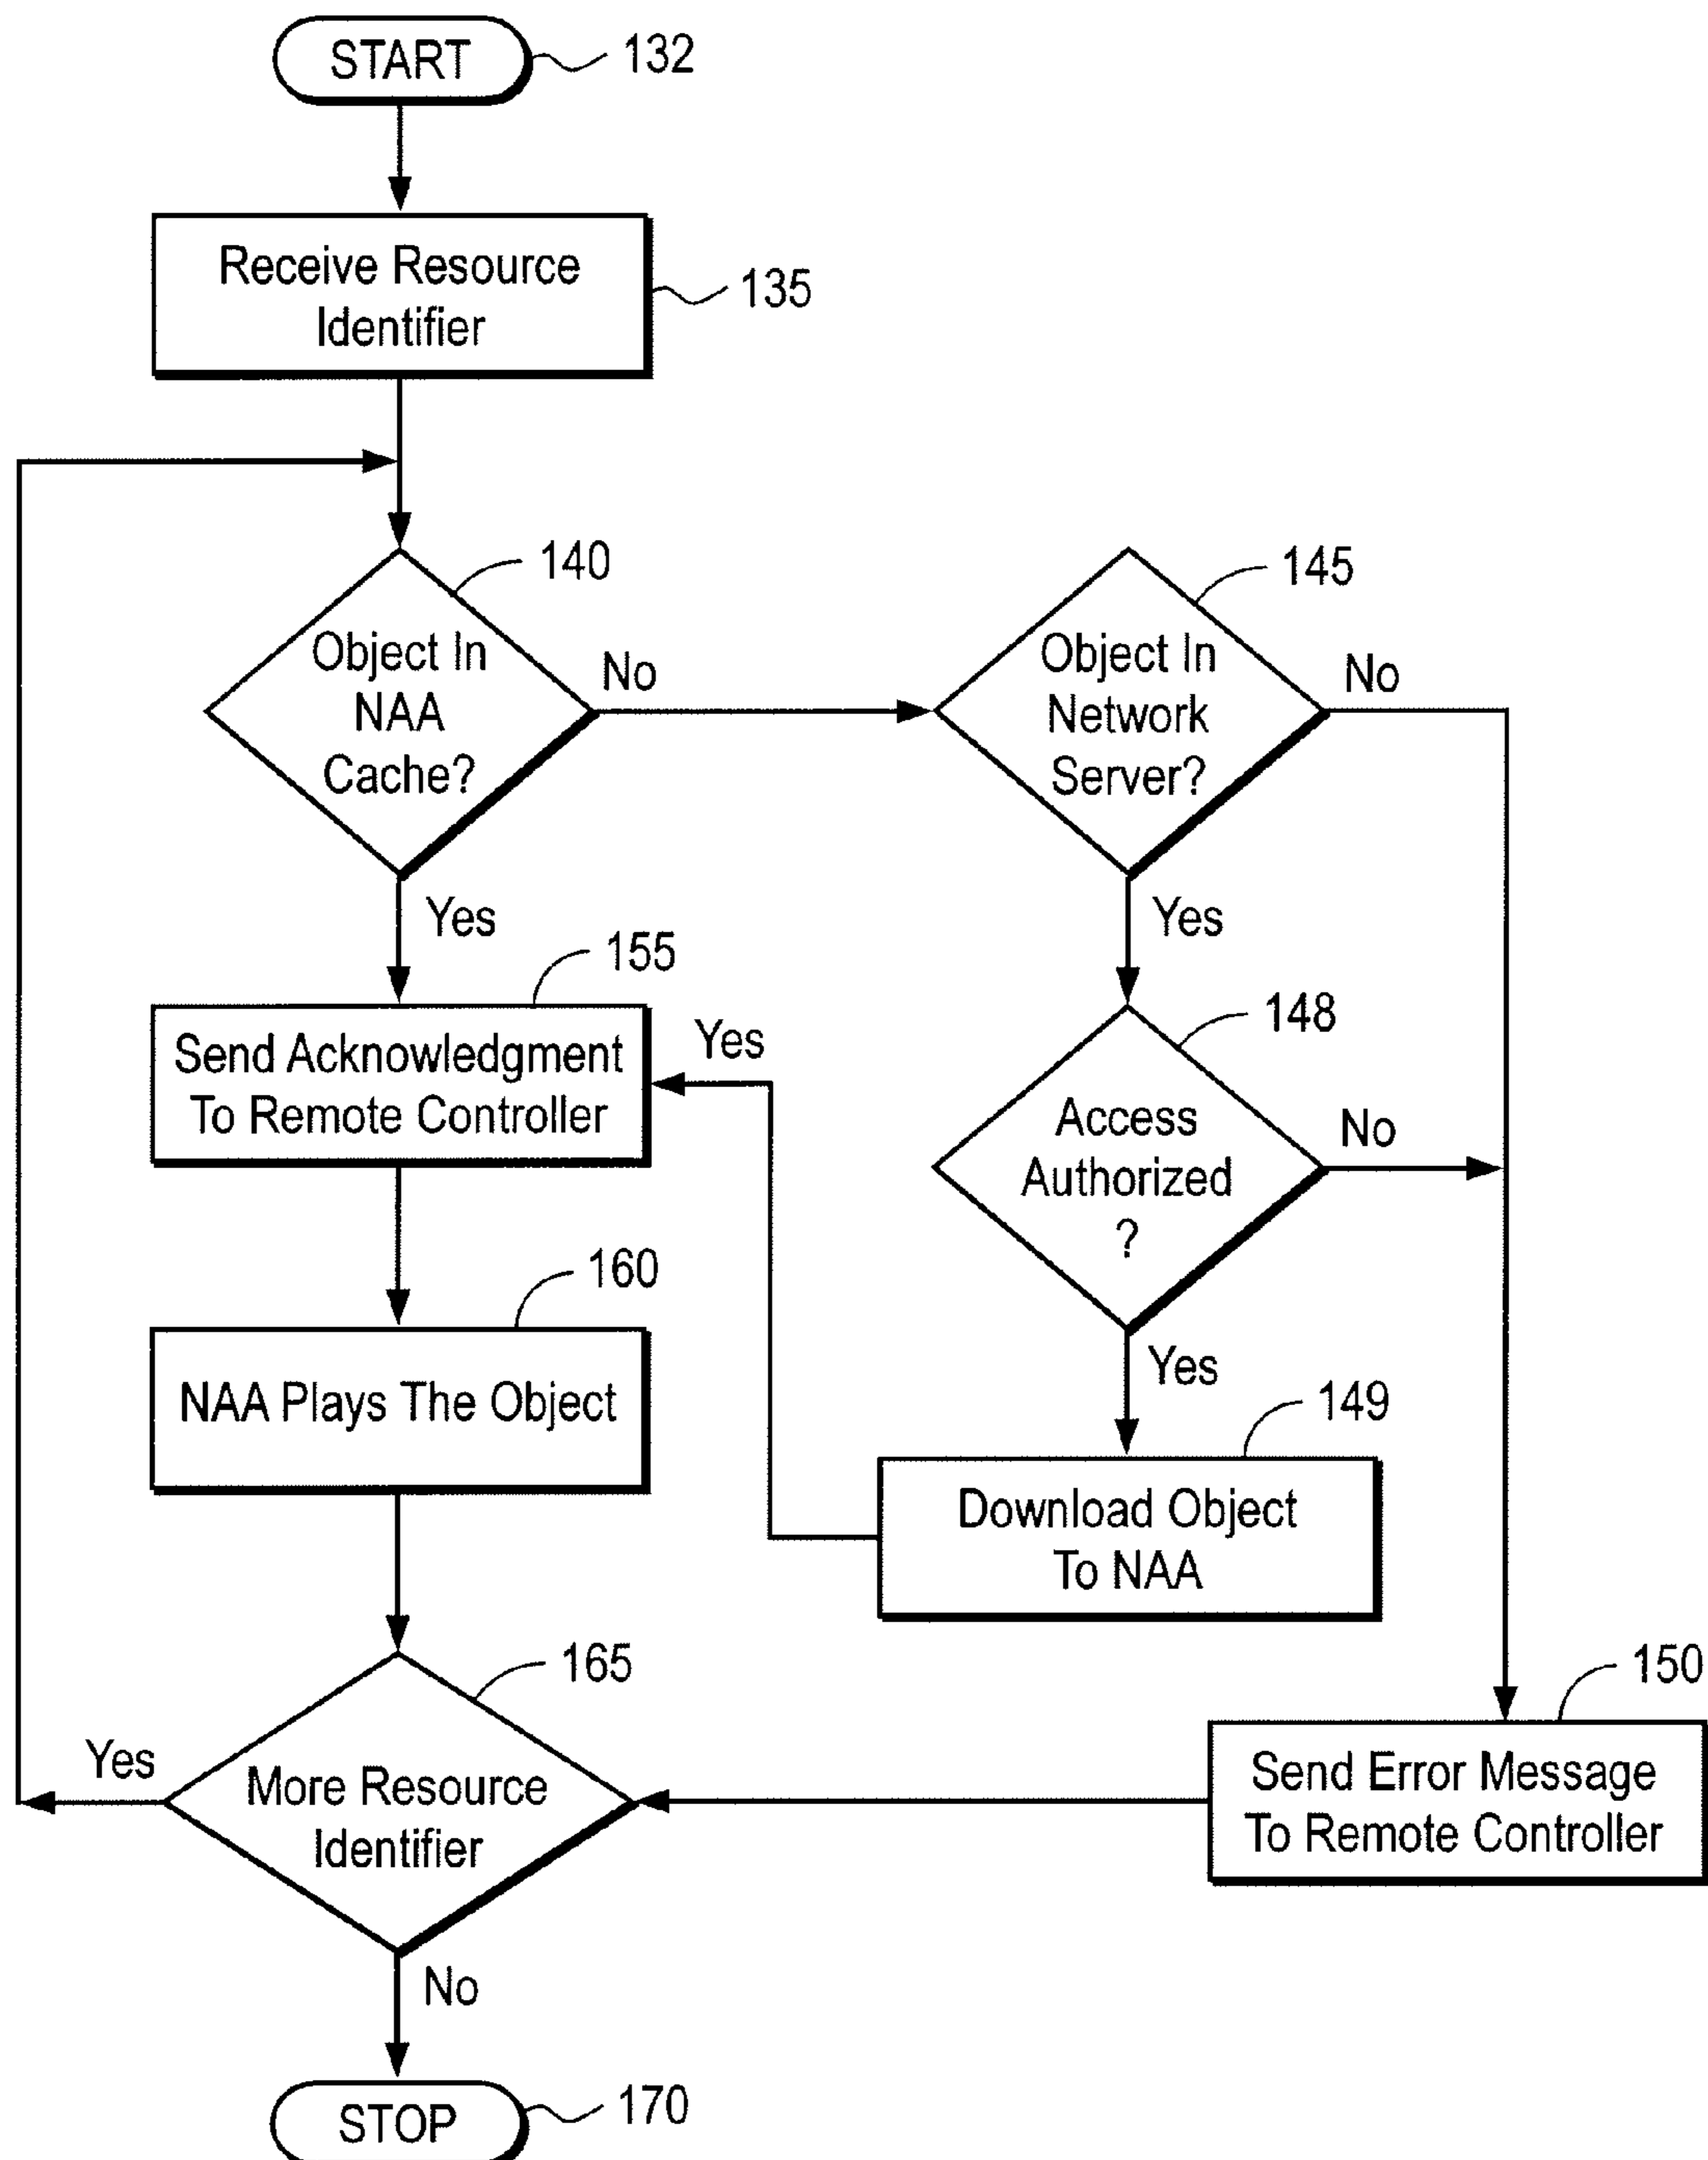 START
132
Receive Resource
Identifier
135
Object In
NAA
Cache?
140
No
Yes
Object In
Network
Server?
145
No
Yes
155
Send Acknowledgment
To Remote Controller
Yes
148
Access
Authorized
?
No
Yes
160
NAA Plays The Object
149
Download Object
To NAA
165
More Resource
Identifier
Yes
No
150
Send Error Message
To Remote Controller
STOP
170